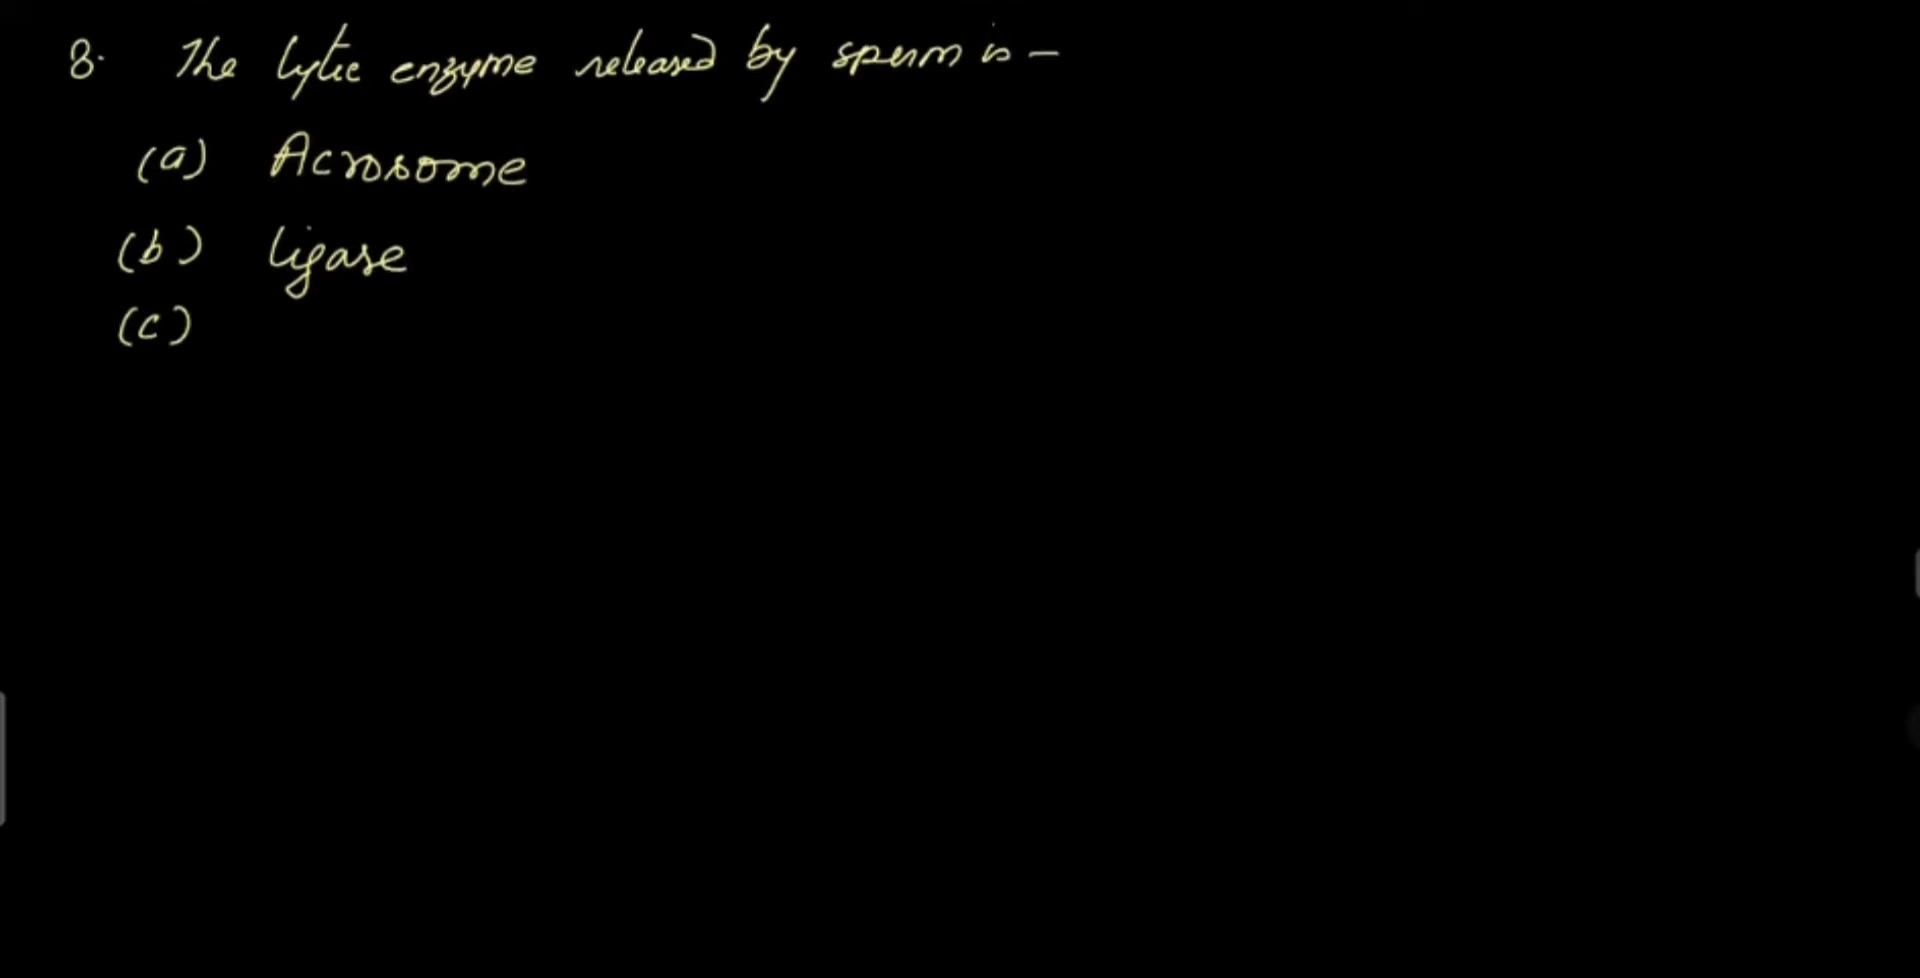 8. The lytic enzyme released by sperm is –
(a) Acrosome
(b) ligase
(c)